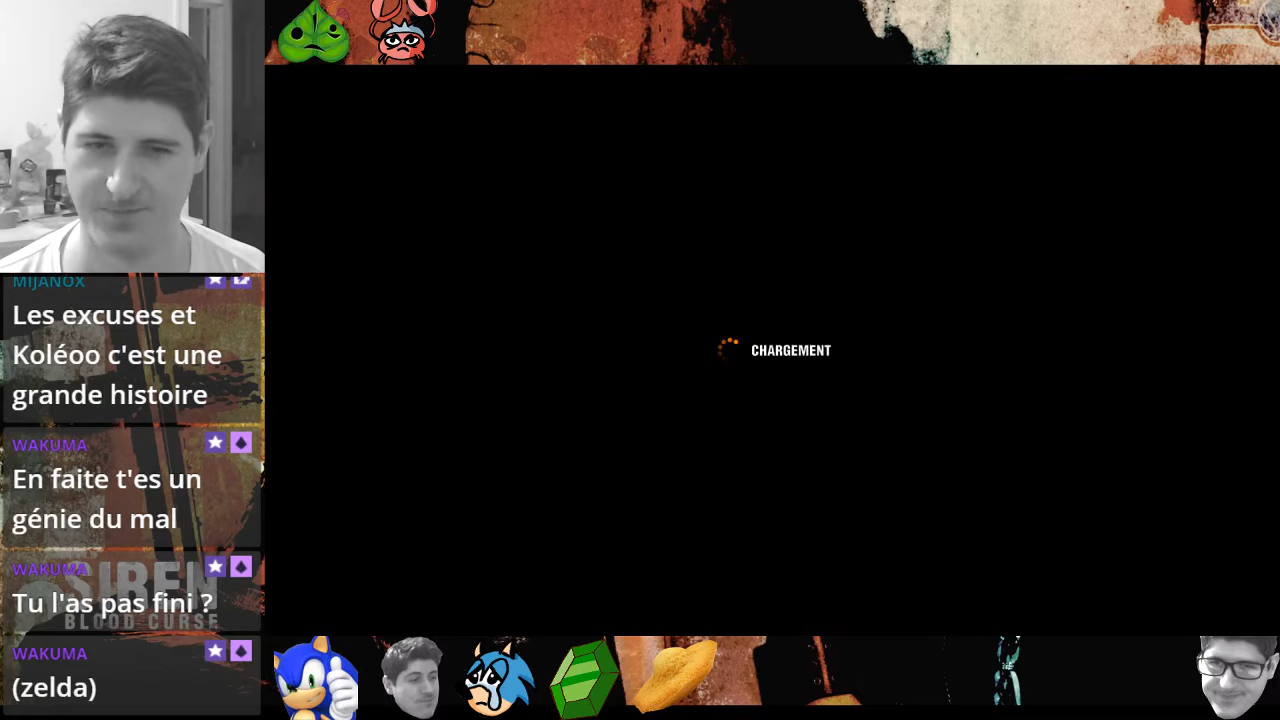 MIJANOX
Les excuses et
Koléoo c'est une
grande histoire
WAKUMA
En faite t'es un
génie du mal
WAKUMA
Tu l'as pas fini ?
SIREN
BLOOD CURSE
WAKUMA
(zelda)
CHARGEMENT